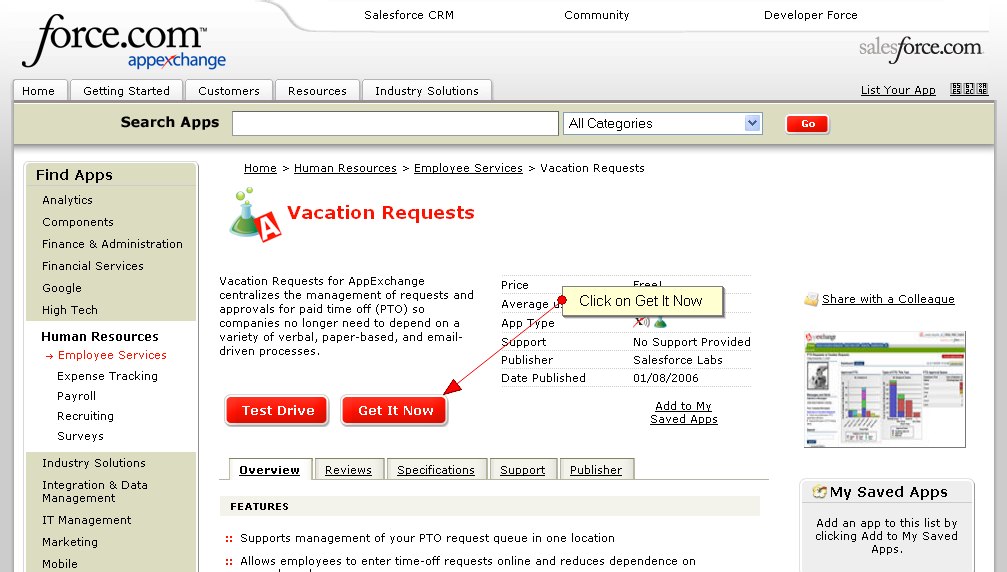 Salesforce CRM Community Developer Force
force.com™
appexchange
salesforce.com
Home Getting Started Customers Resources Industry Solutions List Your App
Search Apps All Categories Go
Find Apps
Analytics
Components
Finance & Administration
Financial Services
Google
High Tech
Human Resources
→ Employee Services
Expense Tracking
Payroll
Recruiting
Surveys
Industry Solutions
Integration & Data
Management
IT Management
Marketing
Mobile
Home > Human Resources > Employee Services > Vacation Requests
A
Vacation Requests
Vacation Requests for AppExchange
centralizes the management of requests and
approvals for paid time off (PTO) so
companies no longer need to depend on a
variety of verbal, paper-based, and email-
driven processes.
Price Free!
Average
Click on Get It Now
App Type
Support No Support Provided
Publisher Salesforce Labs
Date Published 01/08/2006
Test Drive Get It Now
Add to My
Saved Apps
Share with a Colleague
Overview Reviews Specifications Support Publisher
FEATURES
:: Supports management of your PTO request queue in one location
:: Allows employees to enter time-off requests online and reduces dependence on
My Saved Apps
Add an app to this list by
clicking Add to My Saved
Apps.